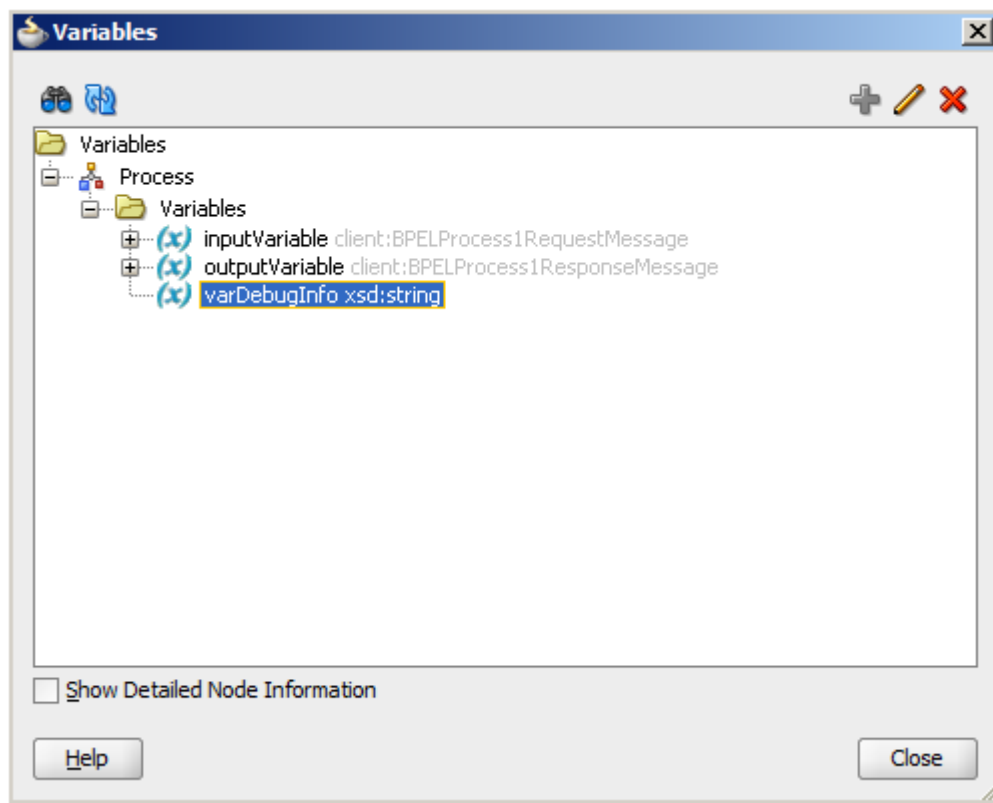 Variables
Variables
Process
Variables
(x) inputVariable client:BPELProcess1RequestMessage
(x) outputVariable client:BPELProcess1ResponseMessage
(x) varDebugInfo xsd:string
Show Detailed Node Information
Help Close